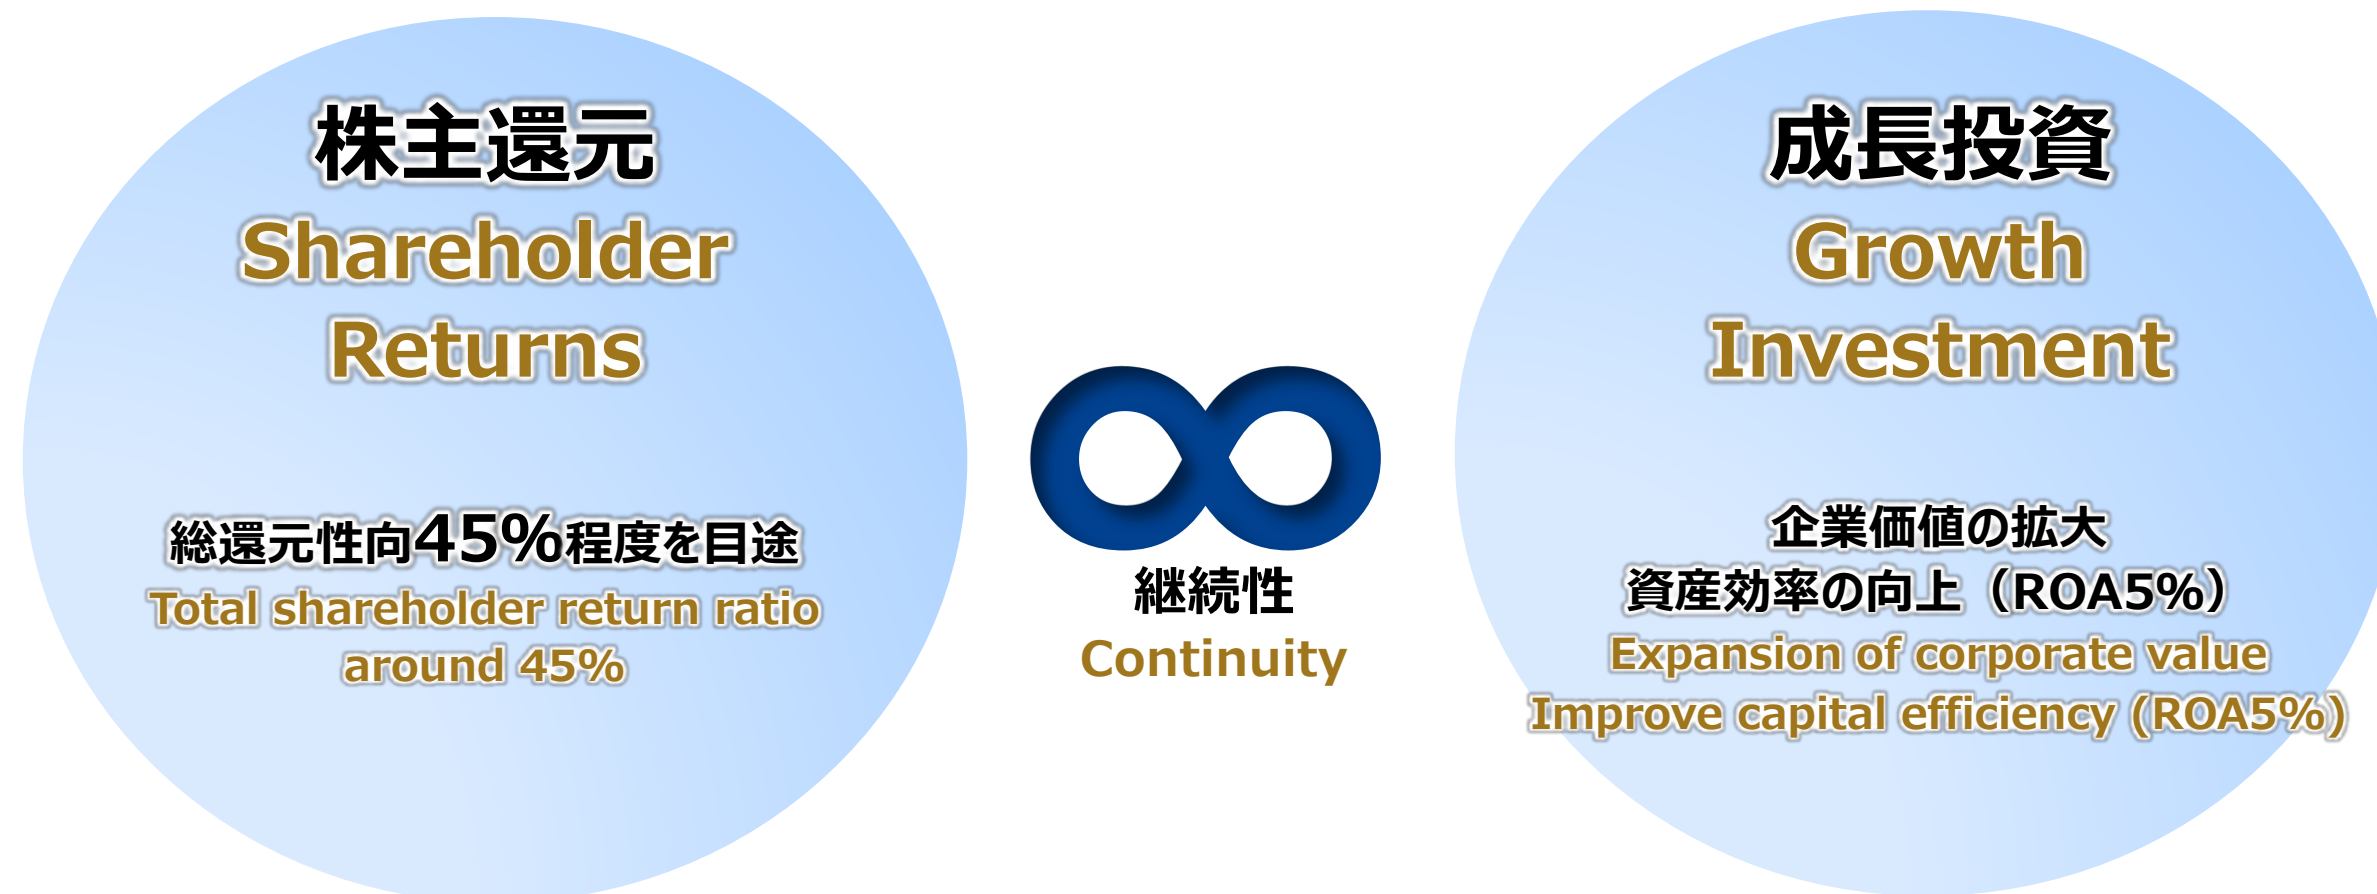 株主還元
Shareholder
Returns
総還元性向45%程度を目途
Total shareholder return ratio
around 45%
継続性
Continuity
成長投資
Growth
Investment
企業価値の拡大
資産効率の向上（ROA5%）
Expansion of corporate value
Improve capital efficiency (ROA5%)